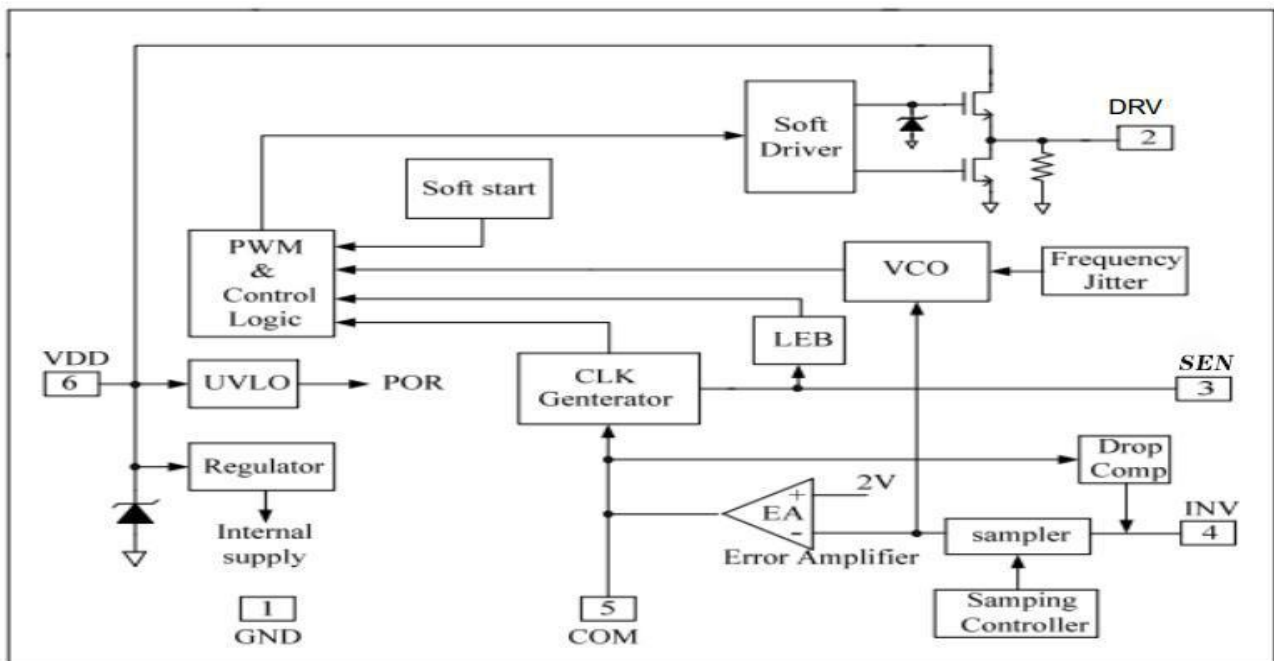 DRV
2
Soft
Driver
Soft start
PWM
&
Control
Logic
VCO
Frequency
Jitter
LEB
VDD
6
UVLO
POR
CLK
Genterator
SEN
3
Regulator
Drop
Comp
2V
+
EA
-
INV
4
sampler
Internal
supply
Error Amplifier
1
GND
5
COM
Samping
Controller